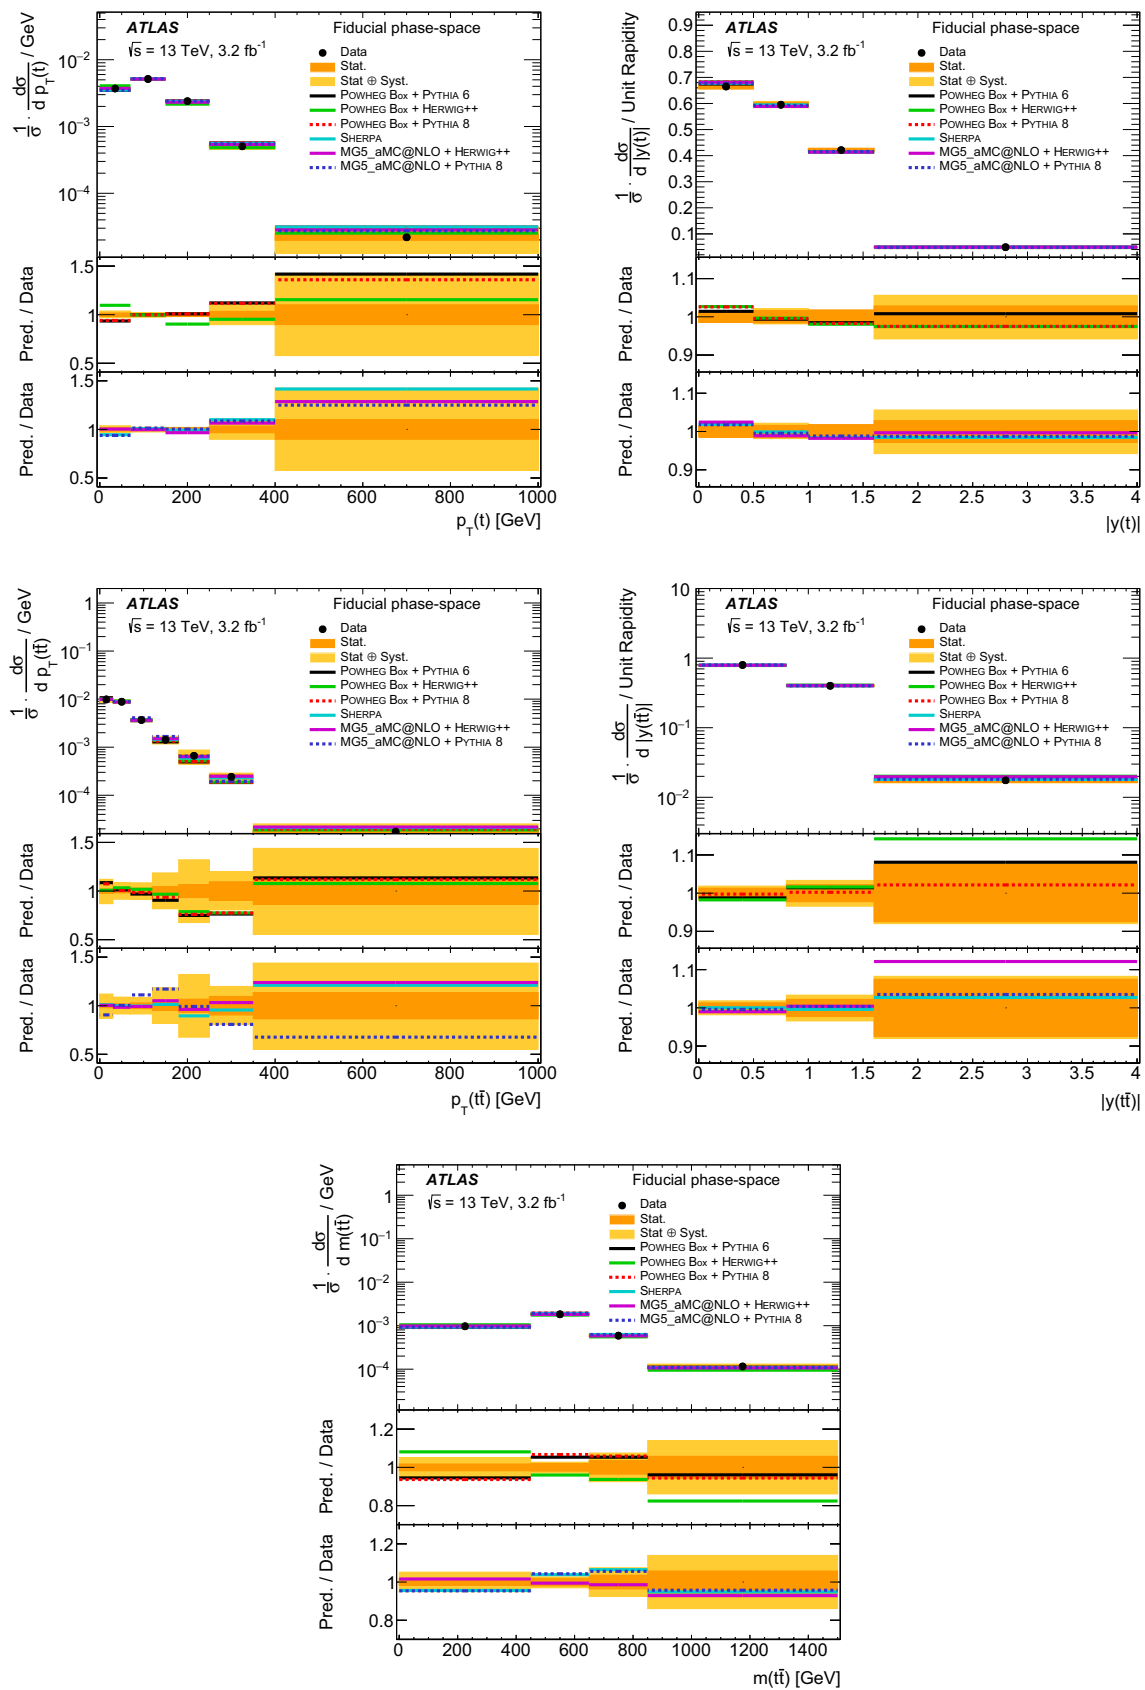 ATLAS Fiducial phase-space
√s = 13 TeV, 3.2 fb⁻¹
Data
Stat.
Stat ⊕ Syst.
POWHEG BOX + PYTHIA 6
POWHEG BOX + HERWIG++
POWHEG BOX + PYTHIA 8
SHERPA
MG5_aMC@NLO + HERWIG++
MG5_aMC@NLO + PYTHIA 8
1/σ · dσ/d p_T(t) / GeV
10⁻²
10⁻³
10⁻⁴
Pred. / Data
1.5
1
0.5
Pred. / Data
1.5
1
0.5
0 200 400 600 800 1000
p_T(t) [GeV]
ATLAS Fiducial phase-space
√s = 13 TeV, 3.2 fb⁻¹
Data
Stat.
Stat ⊕ Syst.
POWHEG BOX + PYTHIA 6
POWHEG BOX + HERWIG++
POWHEG BOX + PYTHIA 8
SHERPA
MG5_aMC@NLO + HERWIG++
MG5_aMC@NLO + PYTHIA 8
1/σ · dσ/d |y(t)| / Unit Rapidity
0.9
0.8
0.7
0.6
0.5
0.4
0.3
0.2
0.1
Pred. / Data
1.1
1
0.9
Pred. / Data
1.1
1
0.9
0 0.5 1 1.5 2 2.5 3 3.5 4
|y(t)|
ATLAS Fiducial phase-space
√s = 13 TeV, 3.2 fb⁻¹
Data
Stat.
Stat ⊕ Syst.
POWHEG BOX + PYTHIA 6
POWHEG BOX + HERWIG++
POWHEG BOX + PYTHIA 8
SHERPA
MG5_aMC@NLO + HERWIG++
MG5_aMC@NLO + PYTHIA 8
1/σ · dσ/d p_T(tt̄) / GeV
1
10⁻¹
10⁻²
10⁻³
10⁻⁴
Pred. / Data
1.5
1
0.5
Pred. / Data
1.5
1
0.5
0 200 400 600 800 1000
p_T(tt̄) [GeV]
ATLAS Fiducial phase-space
√s = 13 TeV, 3.2 fb⁻¹
Data
Stat.
Stat ⊕ Syst.
POWHEG BOX + PYTHIA 6
POWHEG BOX + HERWIG++
POWHEG BOX + PYTHIA 8
SHERPA
MG5_aMC@NLO + HERWIG++
MG5_aMC@NLO + PYTHIA 8
1/σ · dσ/d |y(tt̄)| / Unit Rapidity
10
1
10⁻¹
10⁻²
Pred. / Data
1.1
1
0.9
Pred. / Data
1.1
1
0.9
0 0.5 1 1.5 2 2.5 3 3.5 4
|y(tt̄)|
ATLAS Fiducial phase-space
√s = 13 TeV, 3.2 fb⁻¹
Data
Stat.
Stat ⊕ Syst.
POWHEG BOX + PYTHIA 6
POWHEG BOX + HERWIG++
POWHEG BOX + PYTHIA 8
SHERPA
MG5_aMC@NLO + HERWIG++
MG5_aMC@NLO + PYTHIA 8
1/σ · dσ/d m(tt̄) / GeV
1
10⁻¹
10⁻²
10⁻³
10⁻⁴
Pred. / Data
1.2
1
0.8
Pred. / Data
1.2
1
0.8
0 200 400 600 800 1000 1200 1400
m(tt̄) [GeV]